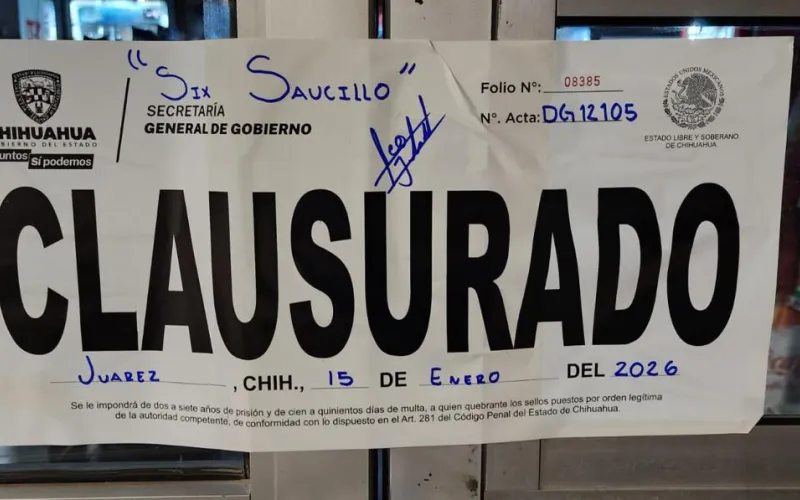 "Six Saucillo"
CHIHUAHUA
GOBIERNO DEL ESTADO
Juntos Sí podemos
SECRETARÍA
GENERAL DE GOBIERNO
Folio N°: 08385
N°. Acta: DG12105
ESTADOS UNIDOS MEXICANOS
ESTADO LIBRE Y SOBERANO
DE CHIHUAHUA
CLAUSURADO
JUAREZ, CHIH., 15 DE ENERO DEL 2026
Se le impondrá de dos a siete años de prisión y de cien a quinientos días de multa, a quien quebrante los sellos puestos por orden legítima
de la autoridad competente, de conformidad con lo dispuesto en el Art. 281 del Código Penal del Estado de Chihuahua.